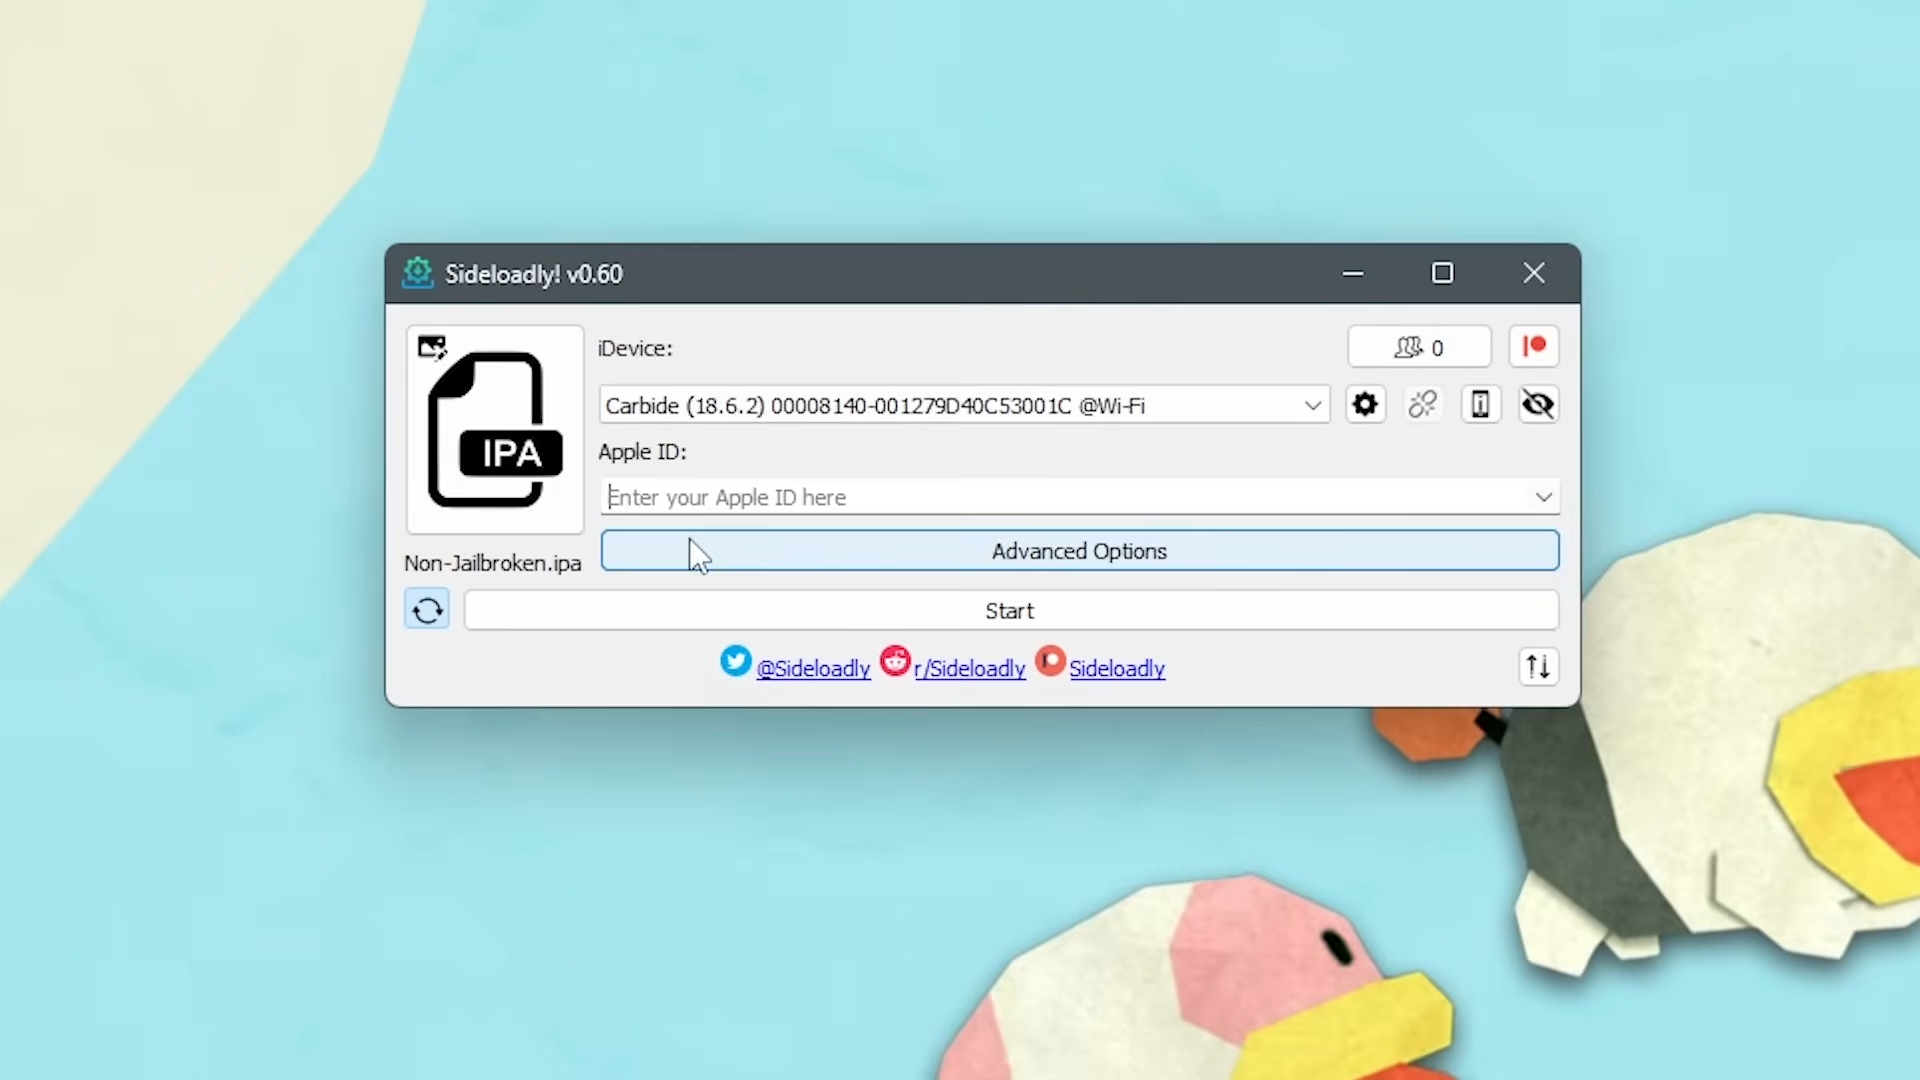 Sideloadly! v0.60
IPA
Non-Jailbroken.ipa
iDevice:
0
Carbide (18.6.2) 00008140-001279D40C53001C @Wi-Fi
Apple ID:
Enter your Apple ID here
Advanced Options
Start
@Sideloadly r/Sideloadly Sideloadly